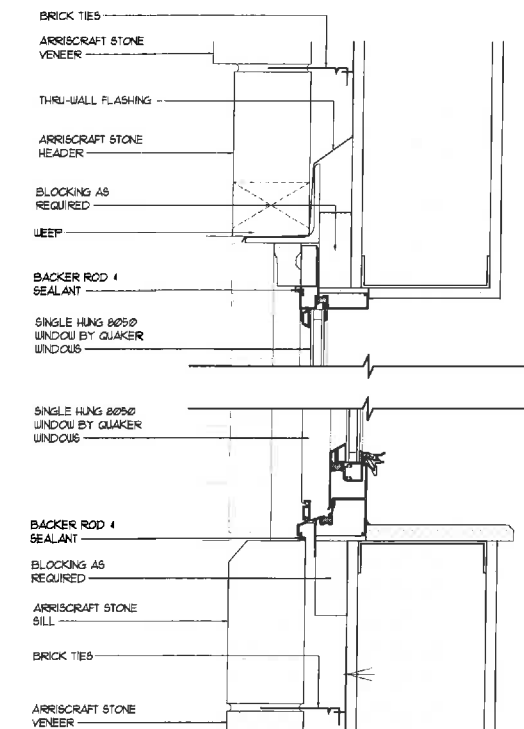 BRICK TIES
ARRISCRAFT STONE
VENEER
THRU-WALL FLASHING
ARRISCRAFT STONE
HEADER
BLOCKING AS
REQUIRED
WEEP
BACKER ROD &
SEALANT
SINGLE HUNG 8050
WINDOW BY QUAKER
WINDOWS
SINGLE HUNG 8050
WINDOW BY QUAKER
WINDOWS
BACKER ROD &
SEALANT
BLOCKING AS
REQUIRED
ARRISCRAFT STONE
SILL
BRICK TIES
ARRISCRAFT STONE
VENEER